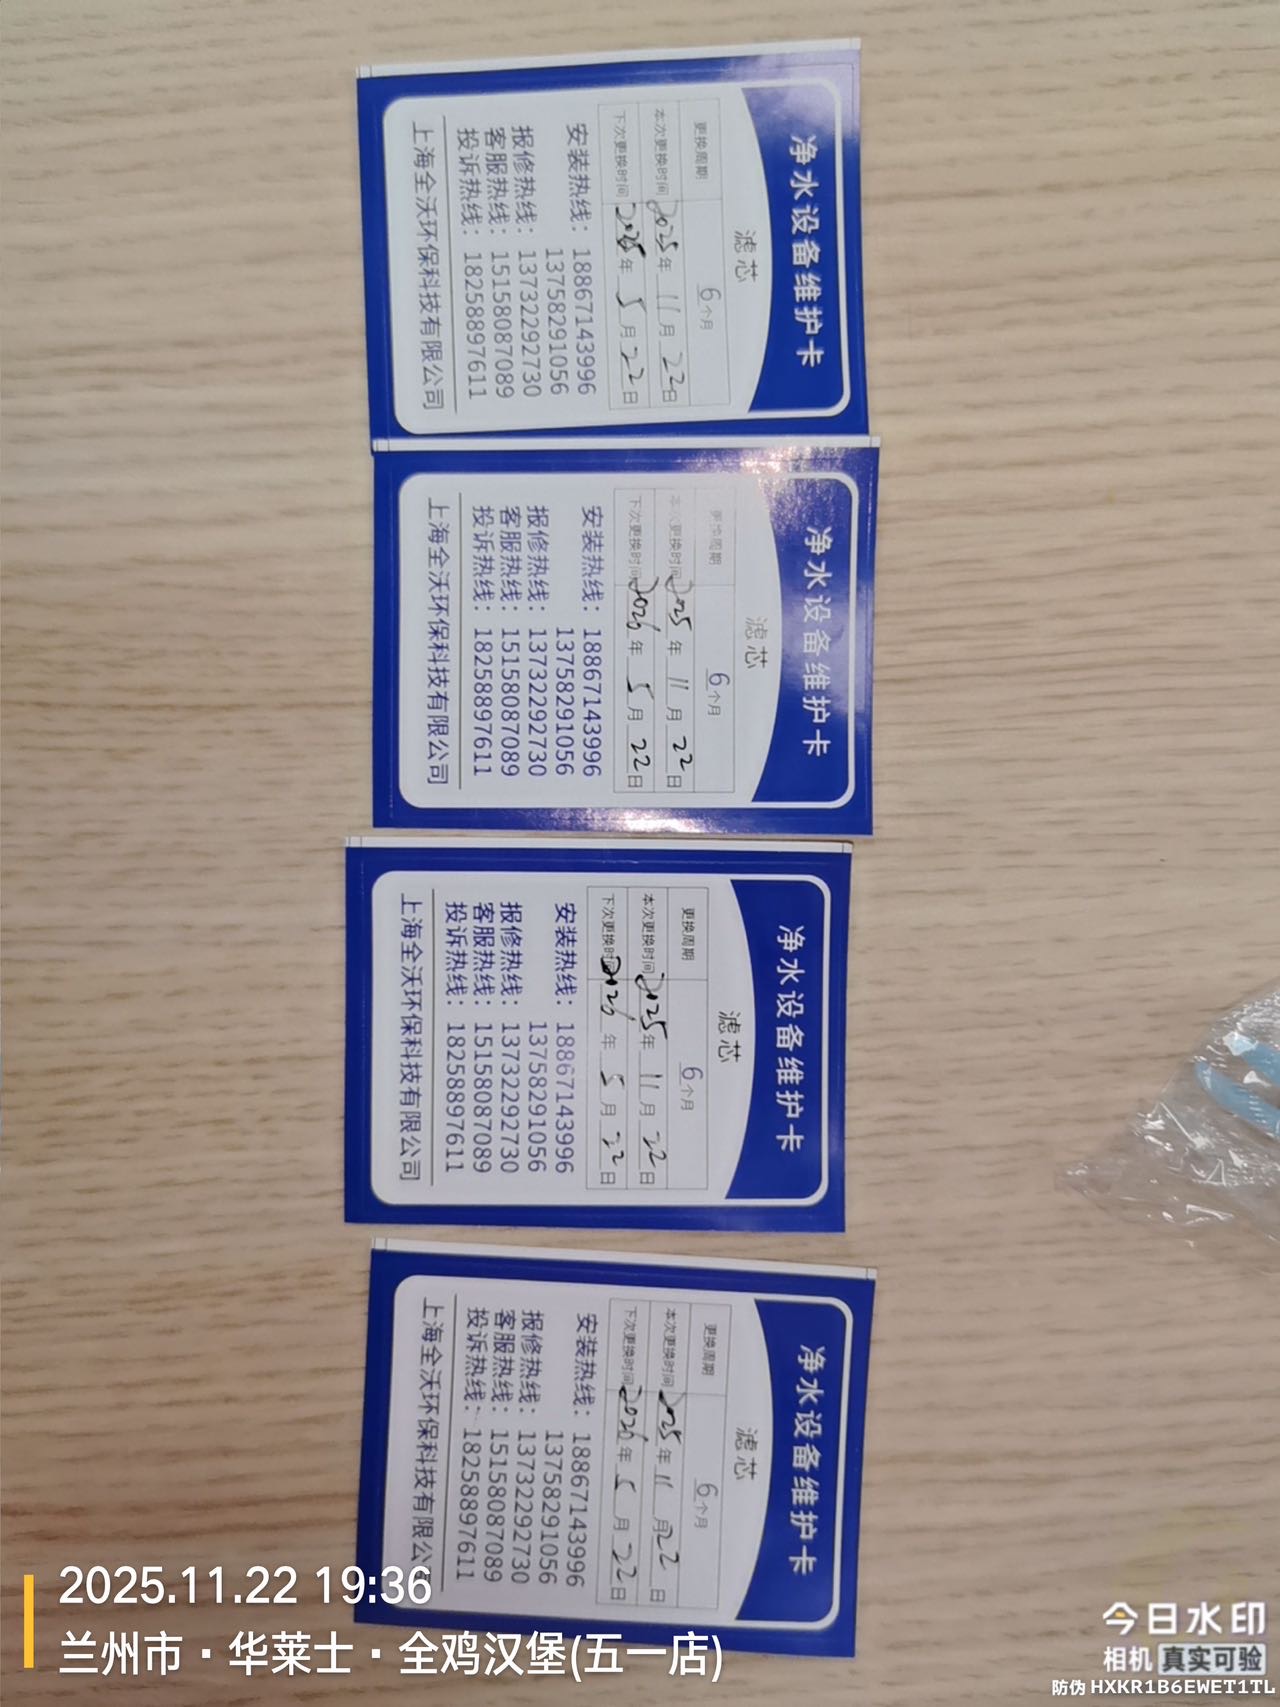 净水设备维护卡
滤芯
更换周期 6个月
本次更换时间 2025年11月22日
下次更换时间 年5月22日
安装热线：18867143996
13758291056
报修热线：13732292730
客服热线：15158087089
投诉热线：18258897611
上海全沃环保科技有限公司
净水设备维护卡
滤芯
更换周期 6个月
本次更换时间 2025年11月22日
下次更换时间 2026年5月22日
安装热线：18867143996
13758291056
报修热线：13732292730
客服热线：15158087089
投诉热线：18258897611
上海全沃环保科技有限公司
净水设备维护卡
滤芯
更换周期 6个月
本次更换时间 2025年11月22日
下次更换时间 2026年5月22日
安装热线：18867143996
13758291056
报修热线：13732292730
客服热线：15158087089
投诉热线：18258897611
上海全沃环保科技有限公司
净水设备维护卡
滤芯
更换周期 6个月
本次更换时间 2025年11月22日
下次更换时间 2026年5月22日
安装热线：18867143996
13758291056
报修热线：13732292730
客服热线：15158087089
投诉热线：18258897611
上海全沃环保科技有限公
2025.11.22 19:36
兰州市·华莱士·全鸡汉堡(五一店)
今日水印
相机 真实可验
防伪 HXKR1B6EWET1TL